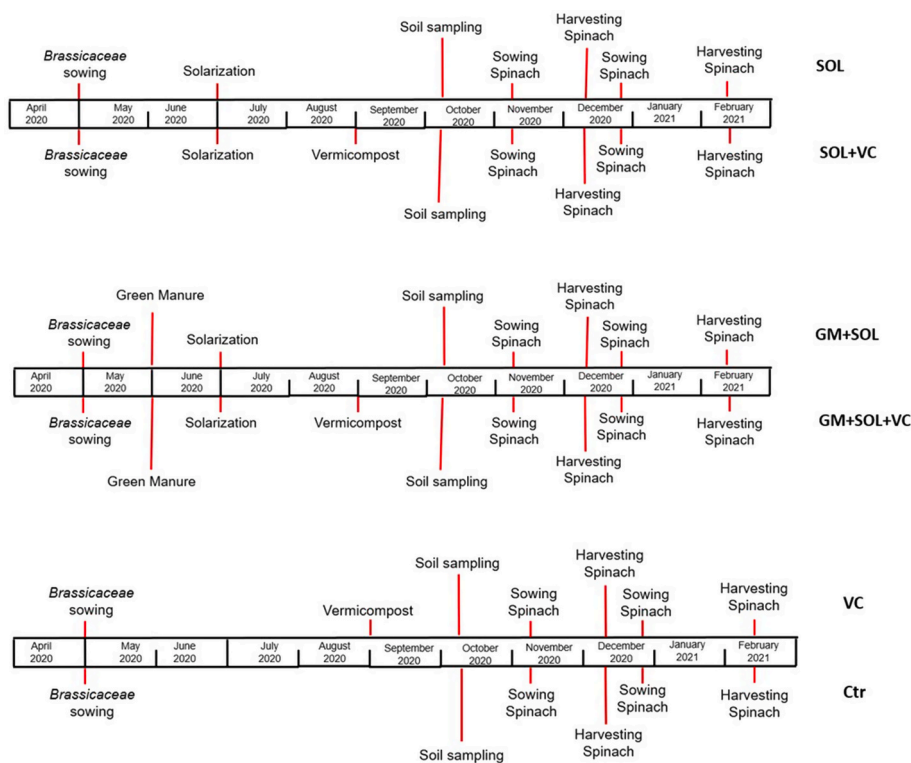 Harvesting
Spinach
Soil sampling
Brassicaceae
sowing
Solarization
Sowing
Spinach
Sowing
Spinach
Harvesting
Spinach
SOL
April
2020
May
2020
June
2020
July
2020
August
2020
September
2020
October
2020
November
2020
December
2020
January
2021
February
2021
Brassicaceae
sowing
Solarization
Vermicompost
Sowing
Spinach
Sowing
Spinach
Harvesting
Spinach
SOL+VC
Harvesting
Spinach
Soil sampling
Green Manure
Soil sampling
Harvesting
Spinach
Brassicaceae
sowing
Solarization
Sowing
Spinach
Sowing
Spinach
Harvesting
Spinach
GM+SOL
April
2020
May
2020
June
2020
July
2020
August
2020
September
2020
October
2020
November
2020
December
2020
January
2021
February
2021
Brassicaceae
sowing
Solarization
Vermicompost
Sowing
Spinach
Sowing
Spinach
Harvesting
Spinach
GM+SOL+VC
Green Manure
Soil sampling
Harvesting
Spinach
Soil sampling
Harvesting
Spinach
Brassicaceae
sowing
Vermicompost
Sowing
Spinach
Sowing
Spinach
Harvesting
Spinach
VC
April
2020
May
2020
June
2020
July
2020
August
2020
September
2020
October
2020
November
2020
December
2020
January
2021
February
2021
Brassicaceae
sowing
Sowing
Spinach
Sowing
Spinach
Harvesting
Spinach
Ctr
Soil sampling
Harvesting
Spinach